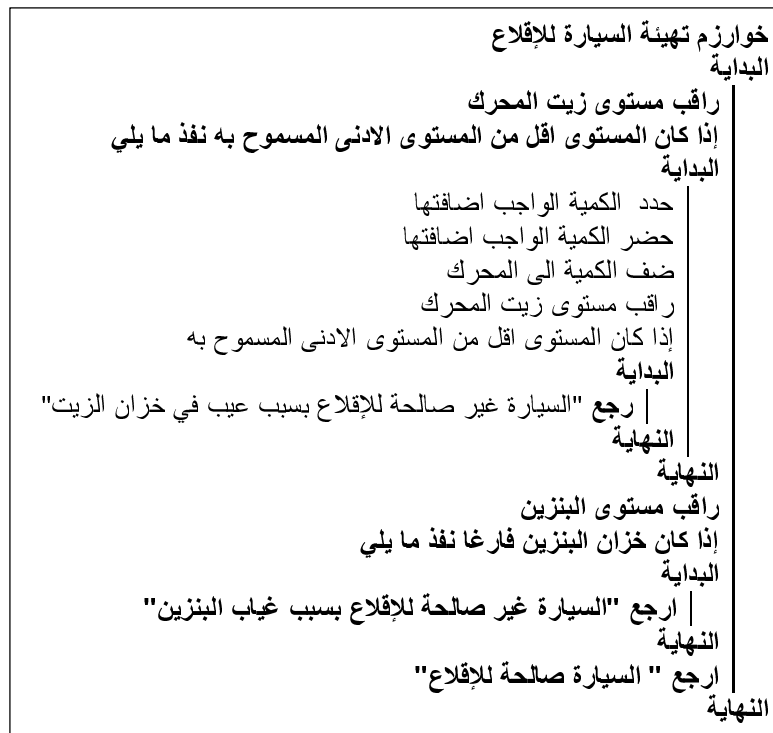 خوارزم تهيئة السيارة للإقلاع
البداية
راقب مستوى زيت المحرك
إذا كان المستوى اقل من المستوى الادنى المسموح به نفذ ما يلي
البداية
حدد الكمية الواجب اضافتها
حضر الكمية الواجب اضافتها
ضف الكمية الى المحرك
راقب مستوى زيت المحرك
إذا كان المستوى اقل من المستوى الادنى المسموح به
البداية
رجع "السيارة غير صالحة للإقلاع بسبب عيب في خزان الزيت"
النهاية
النهاية
راقب مستوى البنزين
إذا كان خزان البنزين فارغا نفذ ما يلي
البداية
ارجع "السيارة غير صالحة للإقلاع بسبب غياب البنزين"
النهاية
ارجع " السيارة صالحة للإقلاع"
النهاية